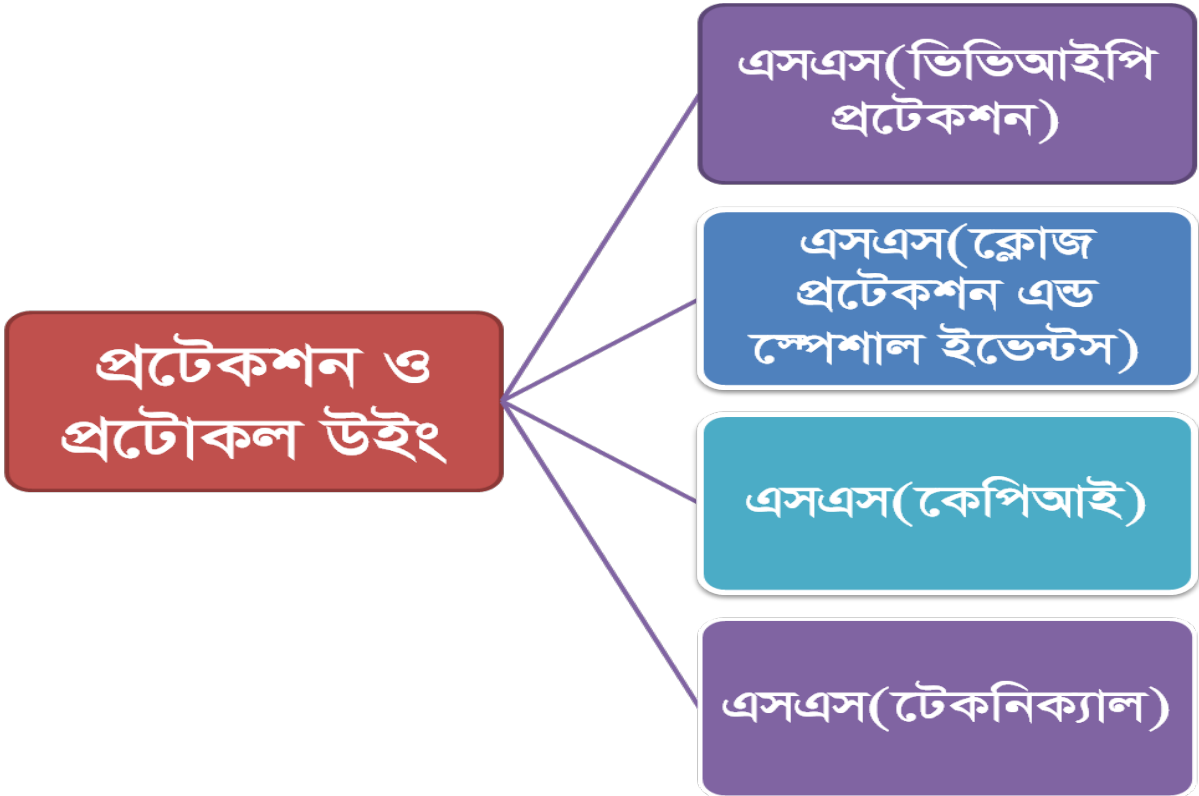 এসএস(ভিভিআইপি
প্রটেকশন)
এসএস(ক্লোজ
প্রটেকশন এন্ড
স্পেশাল ইভেন্টস)
প্রটেকশন ও
প্রটোকল উইং
এসএস(কেপিআই)
এসএস(টেকনিক্যাল)